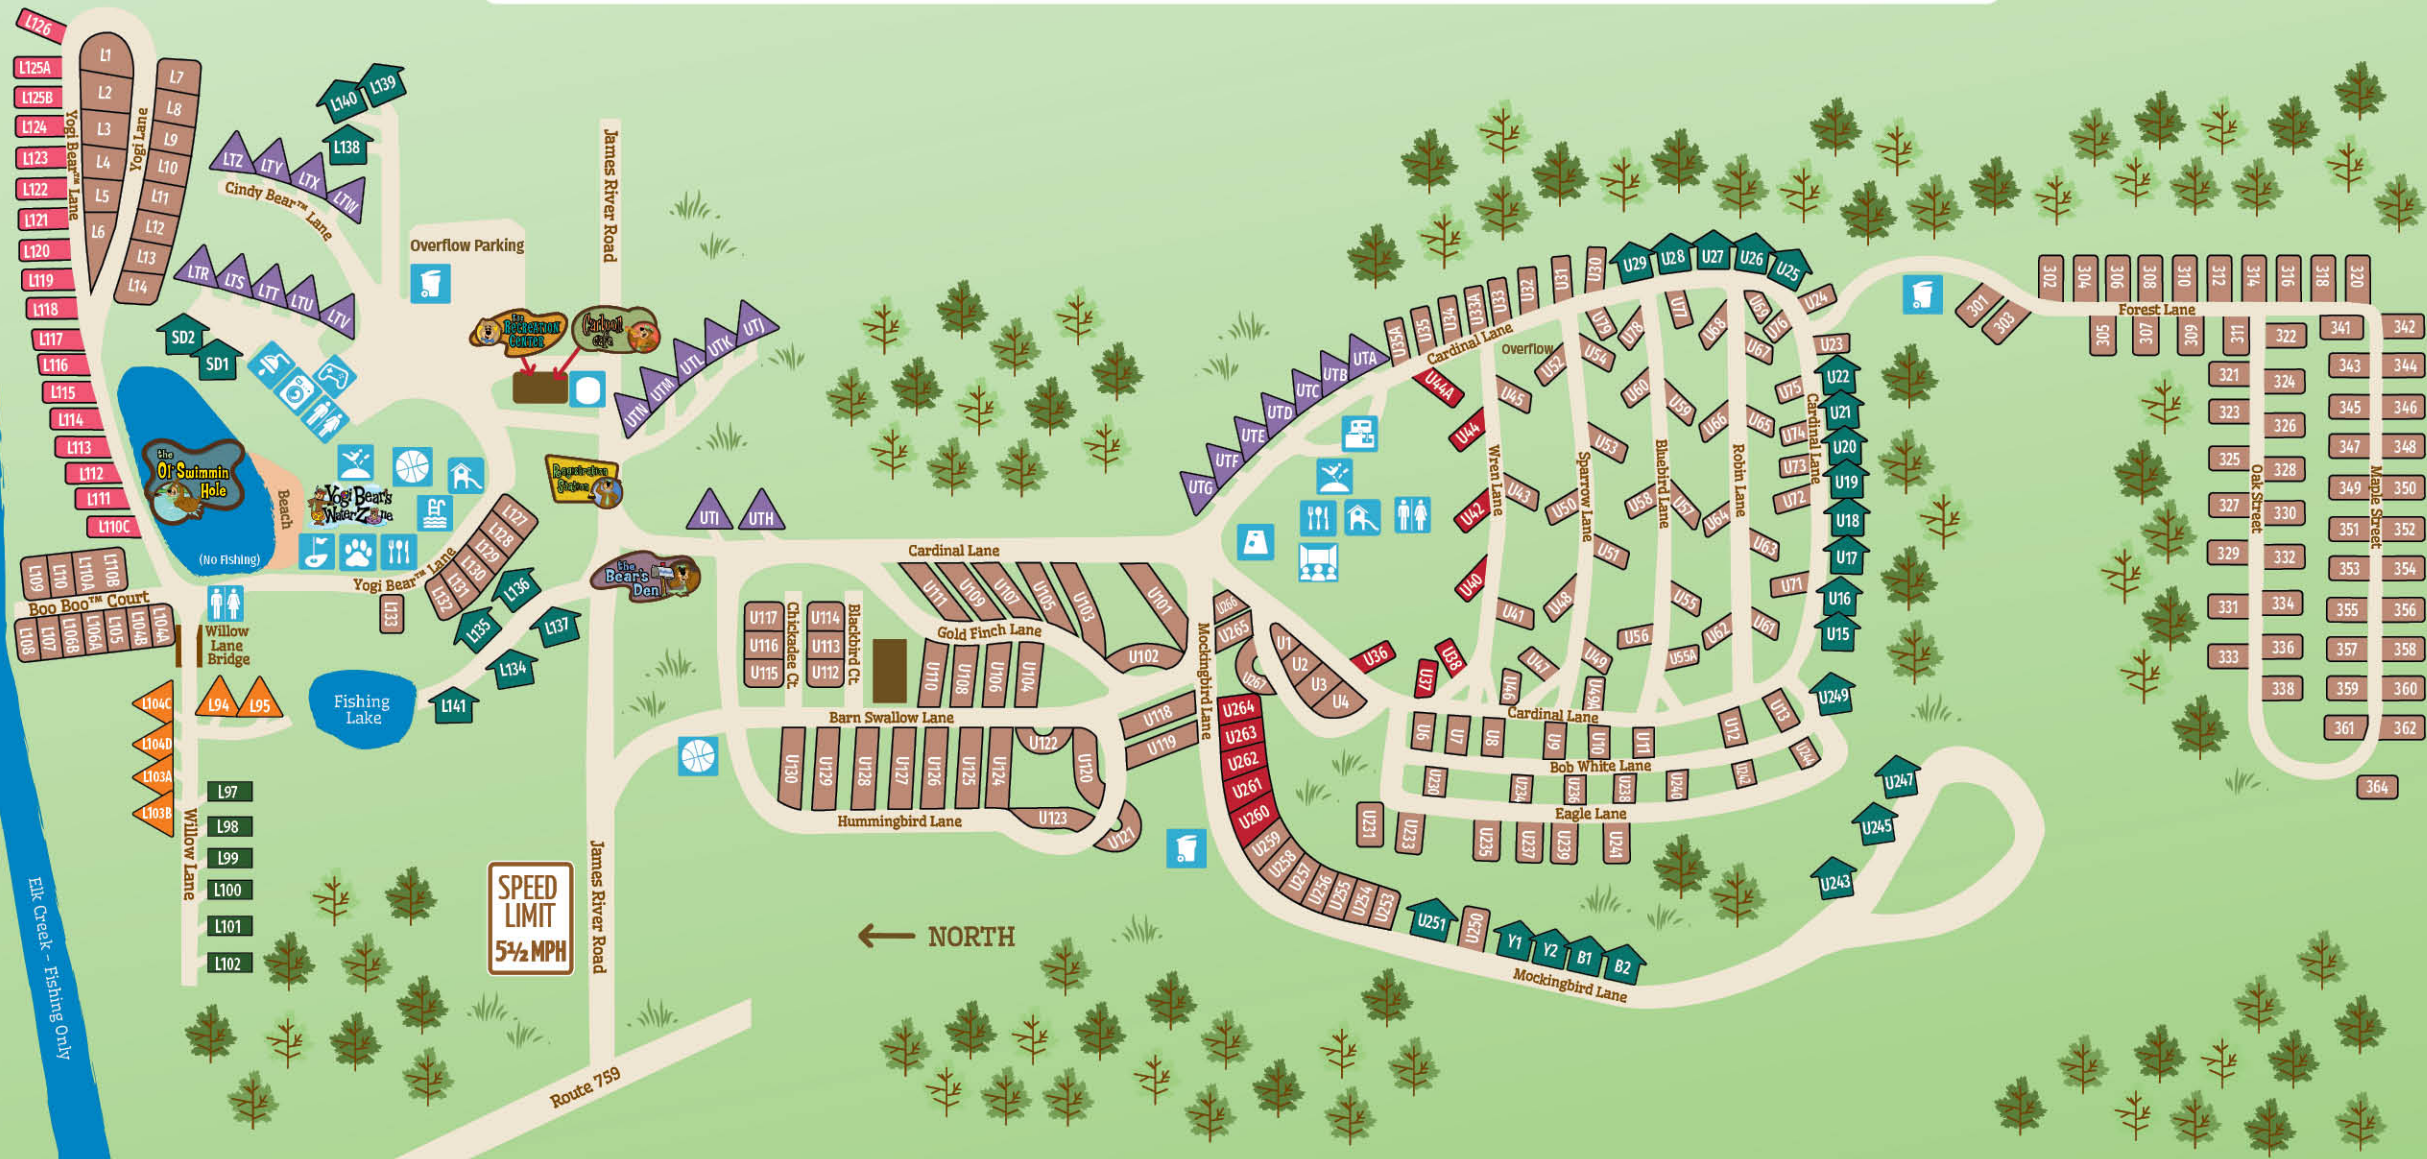 L126
L125A
L125B
L124
L123
L122
L121
L120
L119
L118
L117
L116
L115
L114
L113
L112
L111
L110C
Yogi Bear™ Lane
L1
L2
L3
L4
L5
L6
Yogi Lane
L7
L8
L9
L10
L11
L12
L13
L14
L140
L139
L138
LTZ
LTY
LTX
LTW
Cindy Bear™ Lane
LTR
LTS
LTT
LTU
LTV
SD2
SD1
Overflow Parking
James River Road
The Recreation Center
Cartoon Cafe
the Ol' Swimmin Hole
(No Fishing)
Beach
Yogi Bear's Water Zone
Registration Station
UTN
UTM
UTL
UTK
UTJ
UTI
UTH
the Bear's Den
L127
L128
L129
L130
L131
L132
Yogi Bear™ Lane
L133
L136
L135
L137
L134
L141
L109
L110
L110A
L110B
Boo Boo™ Court
L108
L107
L106B
L106A
L105
L104B
L104A
Willow
Lane
Bridge
Fishing
Lake
L104C
L104D
L103A
L103B
L94
L95
L97
L98
L99
L100
L101
L102
Willow Lane
Elk Creek - Fishing Only
SPEED
LIMIT
5½ MPH
James River Road
Route 759
NORTH
Cardinal Lane
U117
U116
U115
Chickadee Ct.
U114
U113
U112
Blackbird Ct.
U111
U109
U107
U105
U103
U101
Gold Finch Lane
U110
U108
U106
U104
U102
Barn Swallow Lane
U118
U119
U130
U129
U128
U127
U126
U125
U124
U122
U120
U123
U121
Hummingbird Lane
Mockingbird Lane
U266
U265
U267
U264
U263
U262
U261
U260
U259
U258
U257
U256
U255
U254
U253
U251
U250
Y1
Y2
B1
B2
Mockingbird Lane
U243
U245
U247
U249
UTG
UTF
UTE
UTD
UTC
UTB
UTA
U35A
U35
U34
U33A
U33
U32
U31
U30
U29
U28
U27
U26
U25
U24
U23
U22
U21
U20
U19
U18
U17
U16
U15
Cardinal Lane
Cardinal Lane
Overflow
U44A
U44
U42
U40
U38
U37
U36
U1
U2
U3
U4
Wren Lane
U45
U43
U41
U46
U52
U50
U48
U47
Sparrow Lane
U79
U54
U53
U51
U49
U49A
U78
U60
U58
U56
Bluebird Lane
U77
U59
U57
U55
U55A
U68
U66
U64
U62
Robin Lane
U69
U76
U67
U65
U63
U61
U75
U74
U73
U72
U71
Cardinal Lane
U6
U7
U8
U9
U10
U11
U12
U13
Bob White Lane
U230
U234
U236
U238
U240
U242
U244
Eagle Lane
U231
U233
U235
U237
U239
U241
301
303
302
304
306
308
310
312
314
316
318
320
Forest Lane
305
307
309
311
322
341
342
321
324
343
344
323
326
345
346
325
328
347
348
327
330
349
350
329
332
351
352
353
354
331
334
355
356
333
336
357
358
338
359
360
361
362
364
Oak Street
Maple Street